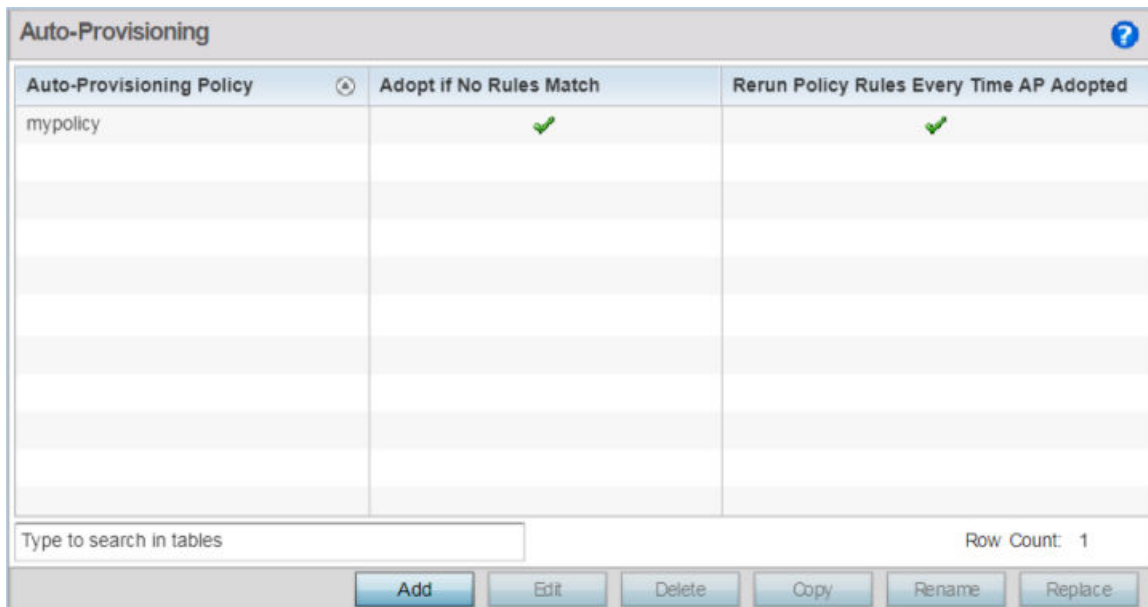 Auto-Provisioning
Auto-Provisioning Policy Adopt if No Rules Match Rerun Policy Rules Every Time AP Adopted
mypolicy
Type to search in tables Row Count: 1
Add Edit Delete Copy Rename Replace